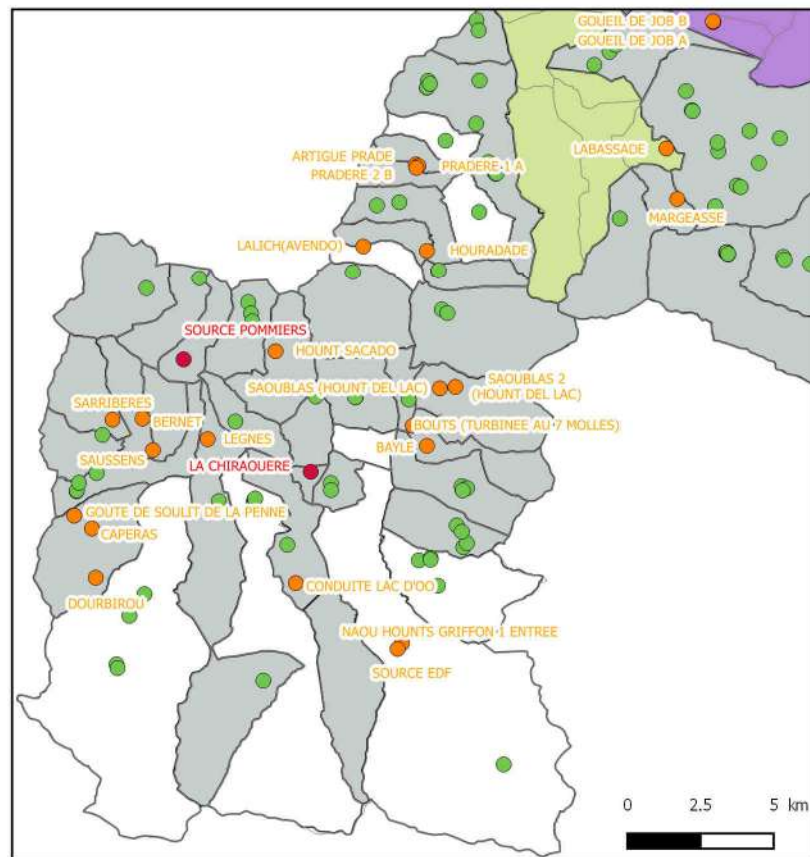 GOUEIL DE JOB B
GOUEIL DE JOB A
LABASSADE
ARTIGUE PRADE
PRADERE 1 A
PRADERE 2 B
MARGEASSE
LALICH(AVENDO)
HOURADADE
SOURCE POMMIERS
HOUNT SACADO
SAOUBLAS (HOUNT DEL LAC)
SAOUBLAS 2
(HOUNT DEL LAC)
SARRIBERES
BERNET
BOUTS (TURBINEE AU 7 MOLLES)
LEGNES
BAYLE
SAUSSENS
LA CHIRAOUERE
GOUTE DE SOULIT DE LA PENNE
CAPERAS
DOURBIROU
CONDUITE LAC D'OO
NAOU HOUNTS GRIFFON 1 ENTREE
SOURCE EDF
0 2.5 5 km